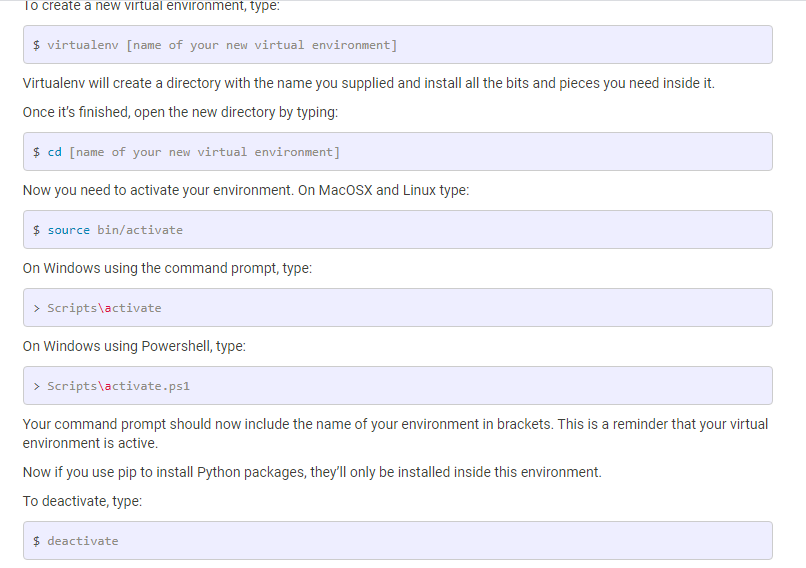 To create a new virtual environment, type:
$ virtualenv [name of your new virtual environment]
Virtualenv will create a directory with the name you supplied and install all the bits and pieces you need inside it.
Once it’s finished, open the new directory by typing:
$ cd [name of your new virtual environment]
Now you need to activate your environment. On MacOSX and Linux type:
$ source bin/activate
On Windows using the command prompt, type:
> Scripts\activate
On Windows using Powershell, type:
> Scripts\activate.ps1
Your command prompt should now include the name of your environment in brackets. This is a reminder that your virtual
environment is active.
Now if you use pip to install Python packages, they’ll only be installed inside this environment.
To deactivate, type:
$ deactivate